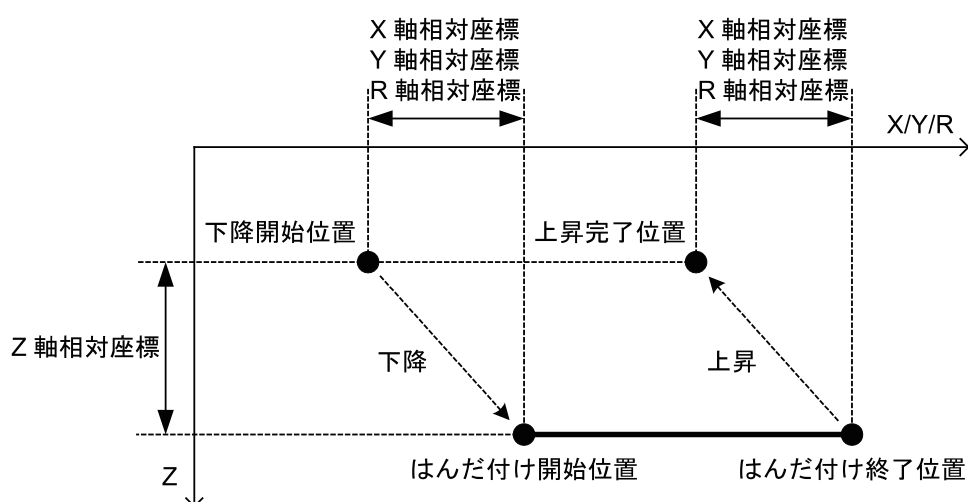 X 軸相対座標
Y 軸相対座標
R 軸相対座標
X 軸相対座標
Y 軸相対座標
R 軸相対座標
X/Y/R
下降開始位置
上昇完了位置
Z 軸相対座標
下降
上昇
はんだ付け開始位置
はんだ付け終了位置
Z